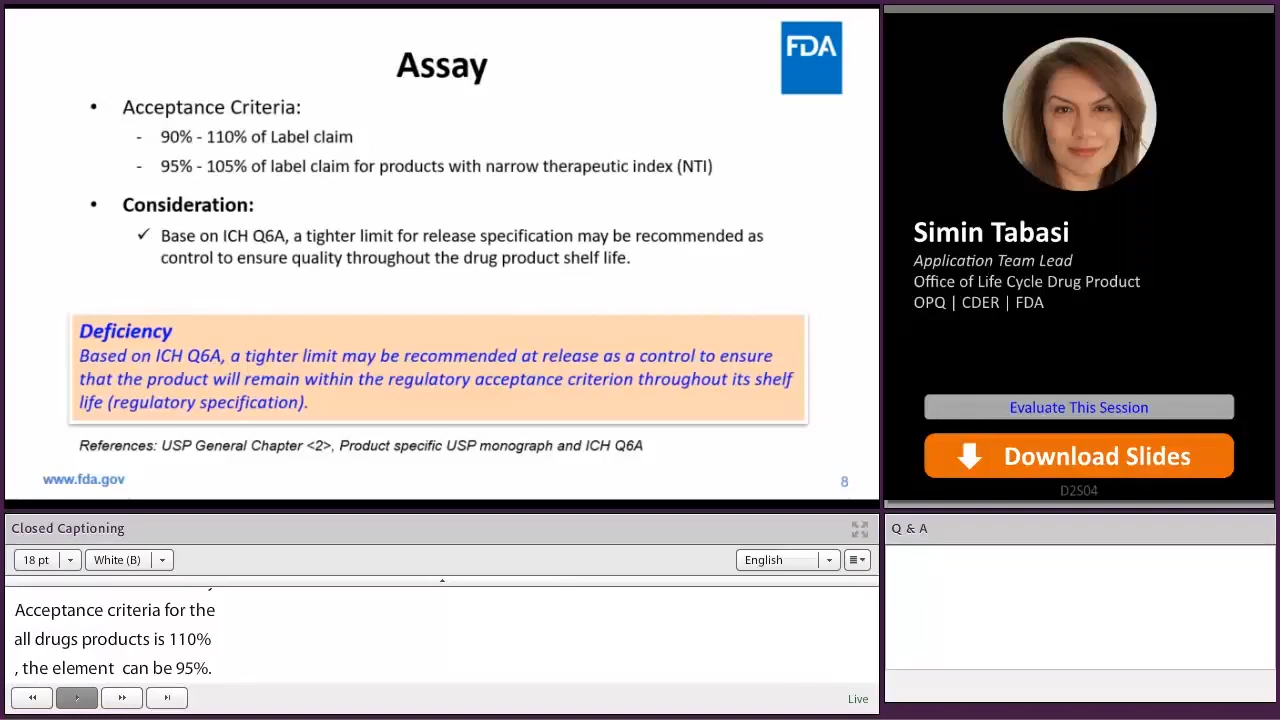 Assay
FDA
• Acceptance Criteria:
- 90% - 110% of Label claim
- 95% - 105% of label claim for products with narrow therapeutic index (NTI)
• Consideration:
✓ Base on ICH Q6A, a tighter limit for release specification may be recommended as
control to ensure quality throughout the drug product shelf life.
Deficiency
Based on ICH Q6A, a tighter limit may be recommended at release as a control to ensure
that the product will remain within the regulatory acceptance criterion throughout its shelf
life (regulatory specification).
References: USP General Chapter <2>, Product specific USP monograph and ICH Q6A
www.fda.gov
8
Simin Tabasi
Application Team Lead
Office of Life Cycle Drug Product
OPQ | CDER | FDA
Evaluate This Session
Download Slides
D2S04
Closed Captioning
18 pt
White (B)
English
Acceptance criteria for the
all drugs products is 110%
, the element can be 95%.
Live
Q & A